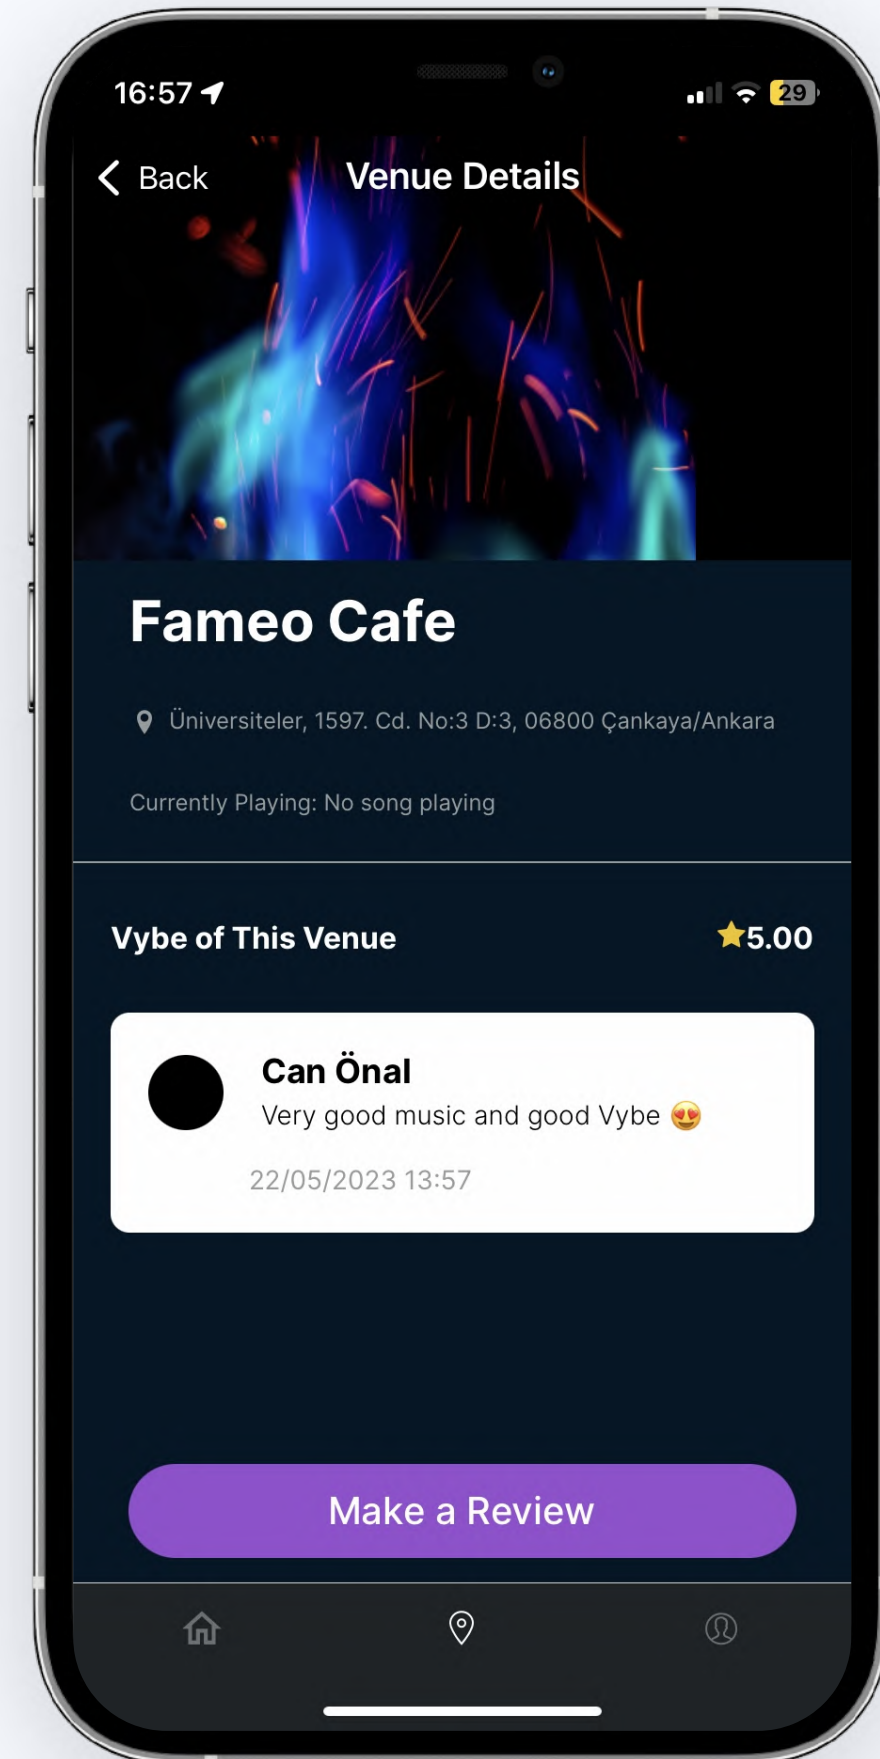 16:57
29
Back
Venue Details
Fameo Cafe
Üniversiteler, 1597. Cd. No:3 D:3, 06800 Çankaya/Ankara
Currently Playing: No song playing
Vybe of This Venue
⭐5.00
Can Önal
Very good music and good Vybe 😍
22/05/2023 13:57
Make a Review